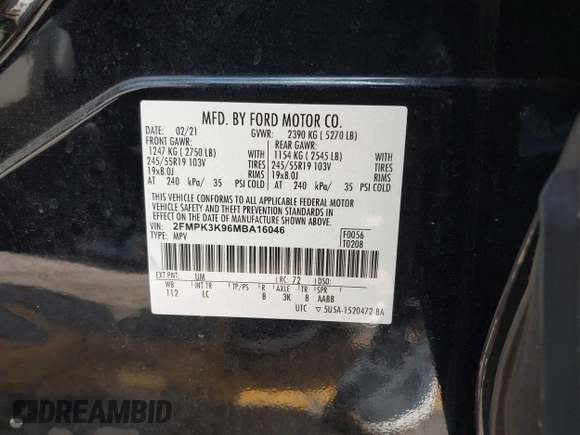 MFD. BY FORD MOTOR CO.
DATE: 02/21 GVWR: 2390 KG ( 5270 LB)
FRONT GAWR: REAR GAWR:
1247 KG ( 2750 LB) WITH 1154 KG ( 2545 LB) WITH
245/55R19 103V TIRES 245/55R19 103V TIRES
19x8.0J RIMS 19x8.0J RIMS
AT 240 kPa/ 35 PSI COLD AT 240 kPa/ 35 PSI COLD
THIS VEHICLE CONFORMS TO ALL APPLICABLE FEDERAL MOTOR
VEHICLE SAFETY AND BUMPER AND THEFT PREVENTION STANDARDS IN
EFFECT ON THE DATE OF MANUFACTURE SHOWN ABOVE.
VIN: 2FMPK3K96MBA16046 F0056
TYPE: MPV T0208
EXT PNT: UM RC: 72 DSO:
WB INT TR TP/PS R AXLE TR SPR
112 LC B 3K 8 AABB
UTC ▽ 5U5A-1520472-BA
DREAMBID